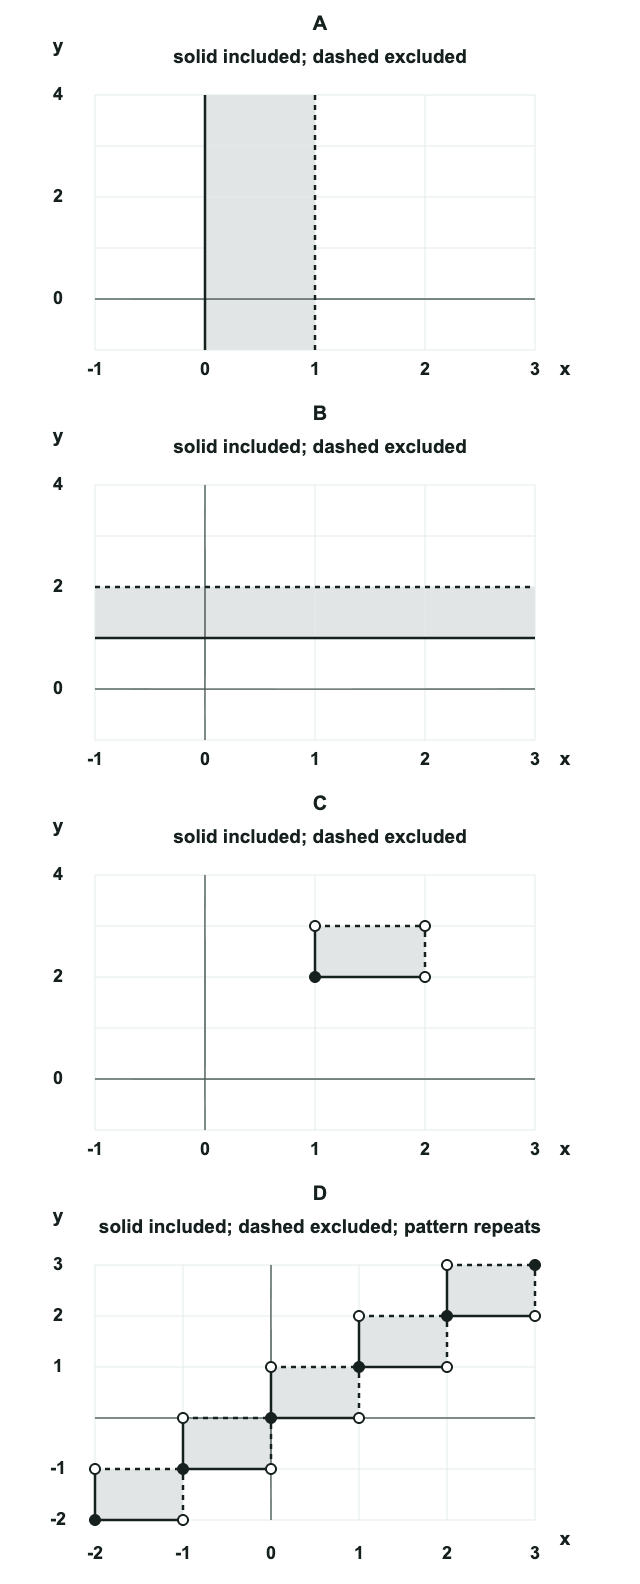 A
y
solid included; dashed excluded
4
2
0
-1 0 1 2 3 x
B
y
solid included; dashed excluded
4
2
0
-1 0 1 2 3 x
C
y
solid included; dashed excluded
4
2
0
-1 0 1 2 3 x
D
y
solid included; dashed excluded; pattern repeats
3
2
1
-1
-2
x
-2 -1 0 1 2 3